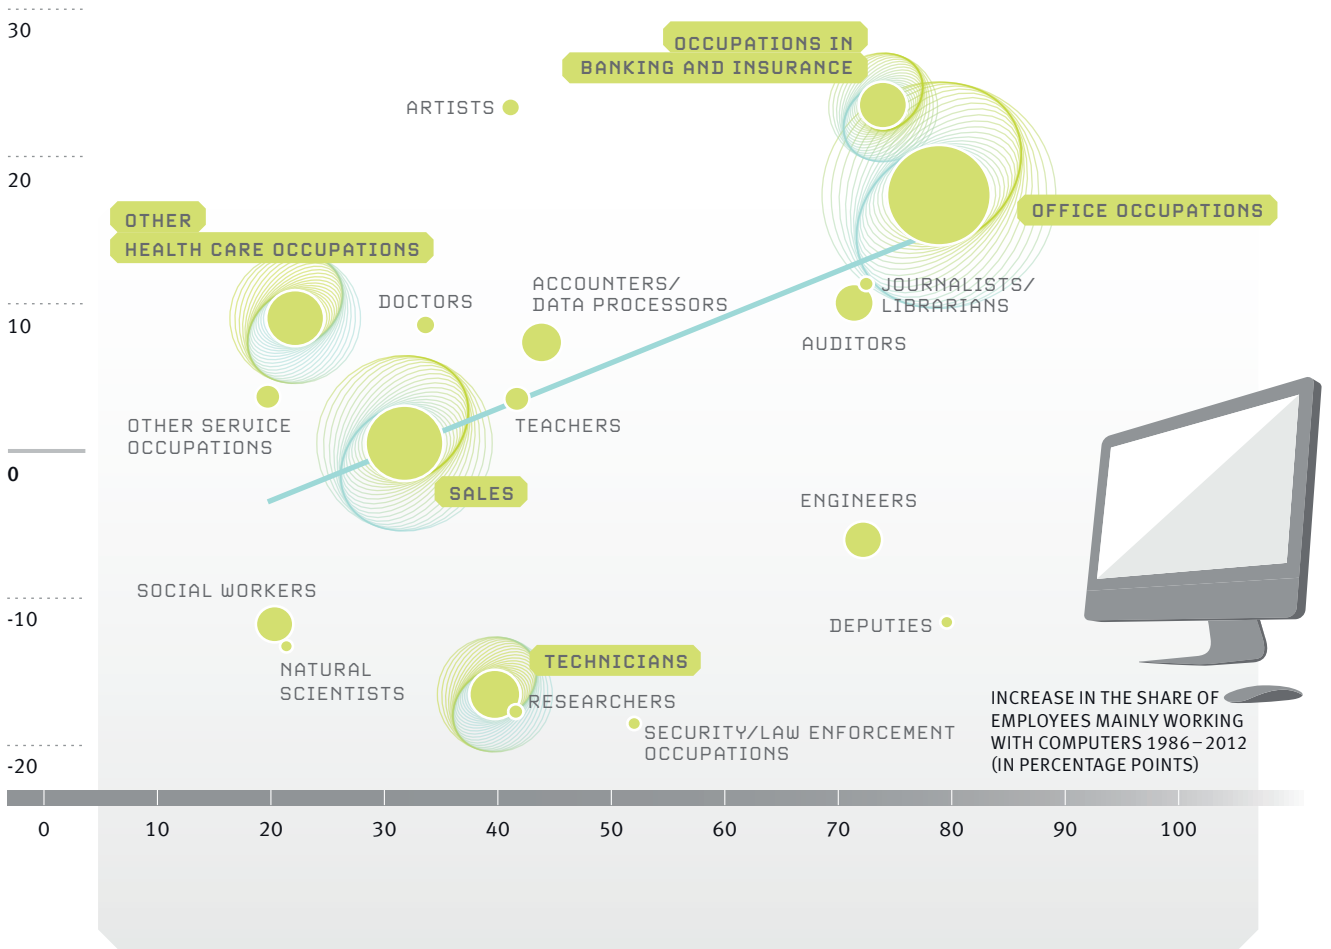 30
OCCUPATIONS IN
BANKING AND INSURANCE
ARTISTS
20
OTHER
HEALTH CARE OCCUPATIONS
OFFICE OCCUPATIONS
ACCOUNTERS/
DATA PROCESSORS
DOCTORS
JOURNALISTS/
LIBRARIANS
10
AUDITORS
OTHER SERVICE
OCCUPATIONS
TEACHERS
0
SALES
ENGINEERS
SOCIAL WORKERS
-10
DEPUTIES
NATURAL
SCIENTISTS
TECHNICIANS
RESEARCHERS
SECURITY/LAW ENFORCEMENT
OCCUPATIONS
INCREASE IN THE SHARE OF
EMPLOYEES MAINLY WORKING
WITH COMPUTERS 1986–2012
(IN PERCENTAGE POINTS)
-20
0 10 20 30 40 50 60 70 80 90 100